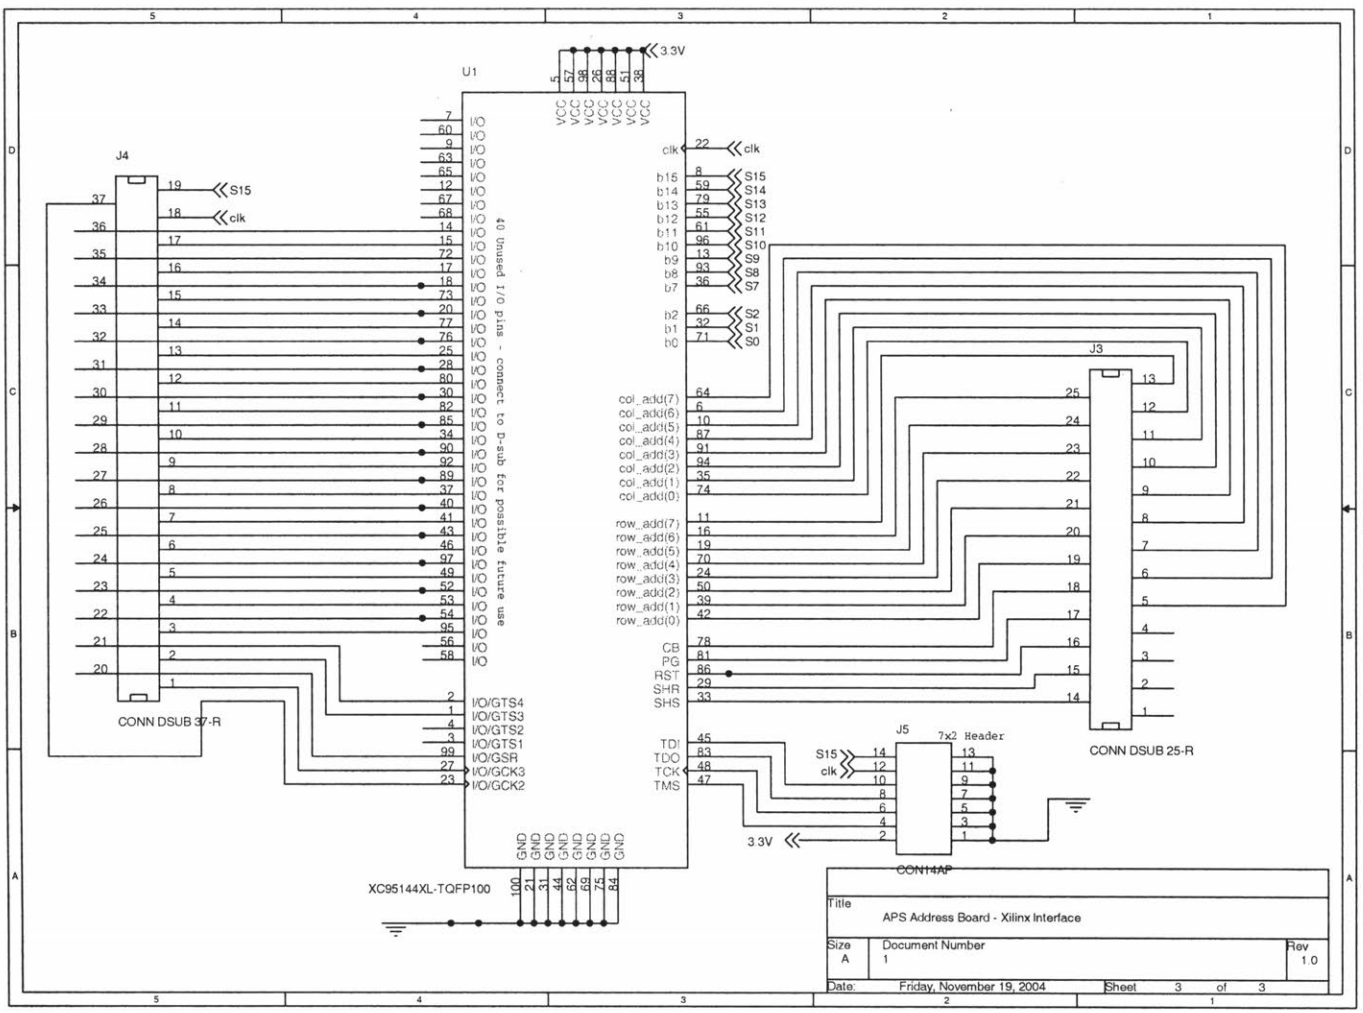 5 4 3 2 1
D D
C C
B B
A A
U1
3.3V
5 57 98 26 88 51 38
VCC VCC VCC VCC VCC VCC VCC
7 I/O
60 I/O
9 I/O
63 I/O
65 I/O
12 I/O
67 I/O
68 I/O
14 I/O
15 I/O
72 I/O
17 I/O
18 I/O
73 I/O
20 I/O
77 I/O
76 I/O
25 I/O
28 I/O
80 I/O
30 I/O
82 I/O
85 I/O
34 I/O
90 I/O
92 I/O
89 I/O
37 I/O
40 I/O
41 I/O
43 I/O
46 I/O
97 I/O
49 I/O
52 I/O
53 I/O
54 I/O
95 I/O
56 I/O
58 I/O
2 I/O/GTS4
1 I/O/GTS3
4 I/O/GTS2
3 I/O/GTS1
99 I/O/GSR
27 I/O/GCK3
23 I/O/GCK2
40 Unused I/O pins - connect to D-sub for possible future use
clk 22 clk
b15 8 S15
b14 59 S14
b13 79 S13
b12 55 S12
b11 61 S11
b10 96 S10
b9 13 S9
b8 93 S8
b7 36 S7
b2 66 S2
b1 32 S1
b0 71 S0
col_add(7) 64
col_add(6) 6
col_add(5) 10
col_add(4) 87
col_add(3) 91
col_add(2) 94
col_add(1) 35
col_add(0) 74
row_add(7) 11
row_add(6) 16
row_add(5) 19
row_add(4) 70
row_add(3) 24
row_add(2) 50
row_add(1) 39
row_add(0) 42
CB 78
PG 81
RST 86
SHR 29
SHS 33
TDI 45
TDO 83
TCK 48
TMS 47
GND GND GND GND GND GND GND GND
100 21 31 44 62 69 75 84
XC95144XL-TQFP100
J4
19 S15
37
18 clk
36
17
35
16
34
15
33
14
32
13
31
12
30
11
29
10
28
9
27
8
26
7
25
6
24
5
23
4
22
3
21
2
20
1
CONN DSUB 37-R
J3
13
25
12
24
11
23
10
22
9
21
8
20
7
19
6
18
5
17
4
16
3
15
2
14
1
CONN DSUB 25-R
J5
7x2 Header
S15 14 13
clk 12 11
10 9
8 7
6 5
4 3
3.3V 2 1
CON14AP
Title
APS Address Board - Xilinx Interface
Size Document Number Rev
A 1 1.0
Date: Friday, November 19, 2004 Sheet 3 of 3
5 4 3 2 1